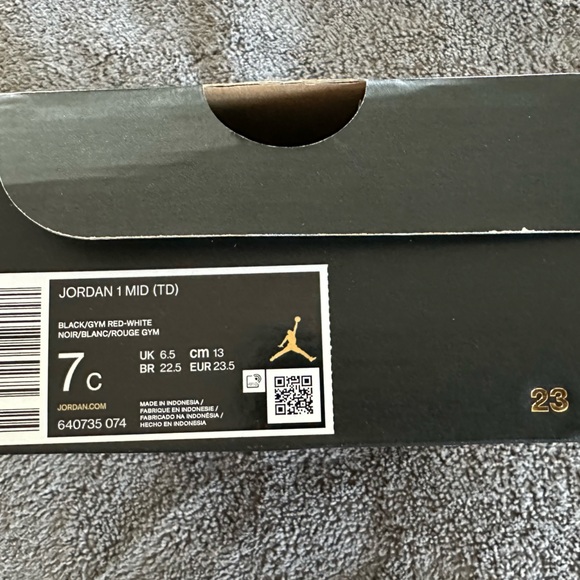 JORDAN 1 MID (TD)
BLACK/GYM RED-WHITE
NOIR/BLANC/ROUGE GYM
7C
UK 6.5 cm 13
BR 22.5 EUR 23.5
JORDAN.COM
640735 074
MADE IN INDONESIA /
FABRIQUE EN INDONESIE /
FABRICADO NA INDONÉSIA /
HECHO EN INDONESIA
23